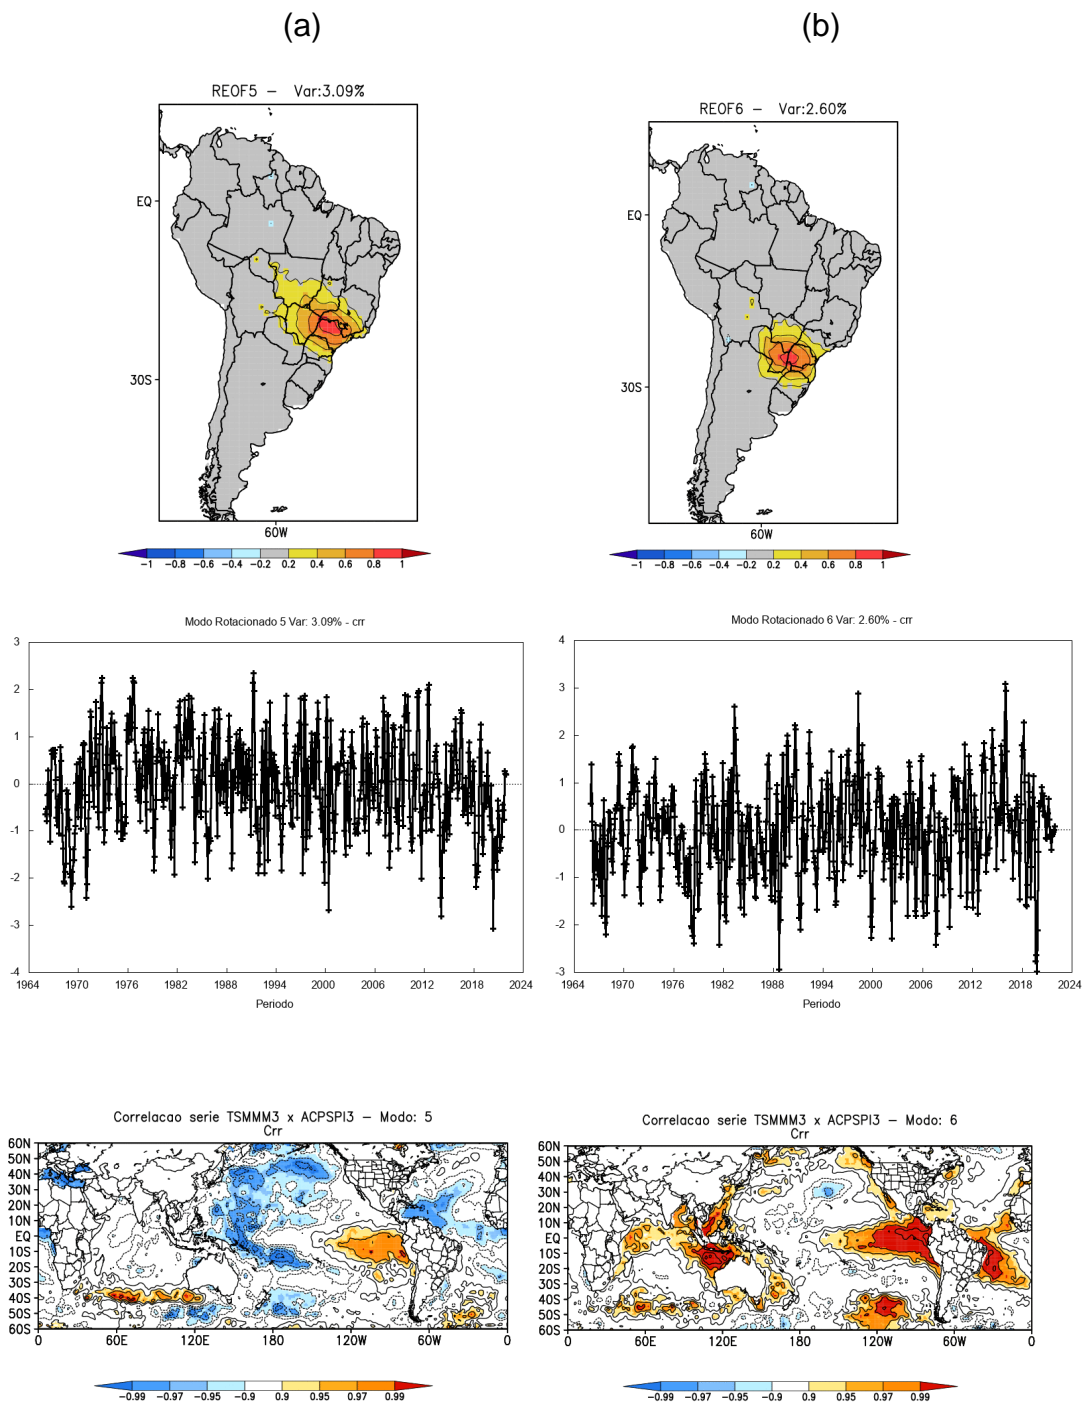 (a)
(b)
REOF5 – Var:3.09%
EQ
30S
60W
-1 -0.8 -0.6 -0.4 -0.2 0.2 0.4 0.6 0.8 1
REOF6 – Var:2.60%
EQ
30S
60W
-1 -0.8 -0.6 -0.4 -0.2 0.2 0.4 0.6 0.8 1
Modo Rotacionado 5 Var: 3.09% - crr
3
2
1
0
-1
-2
-3
-4
1964 1970 1976 1982 1988 1994 2000 2006 2012 2018 2024
Periodo
Modo Rotacionado 6 Var: 2.60% - crr
4
3
2
1
0
-1
-2
-3
1964 1970 1976 1982 1988 1994 2000 2006 2012 2018 2024
Periodo
Correlacao serie TSMMM3 x ACPSPI3 – Modo: 5
Crr
60N
50N
40N
30N
20N
10N
EQ
10S
20S
30S
40S
50S
60S
0 60E 120E 180 120W 60W 0
-0.99 -0.97 -0.95 -0.9 0.9 0.95 0.97 0.99
Correlacao serie TSMMM3 x ACPSPI3 – Modo: 6
Crr
60N
50N
40N
30N
20N
10N
EQ
10S
20S
30S
40S
50S
60S
0 60E 120E 180 120W 60W 0
-0.99 -0.97 -0.95 -0.9 0.9 0.95 0.97 0.99